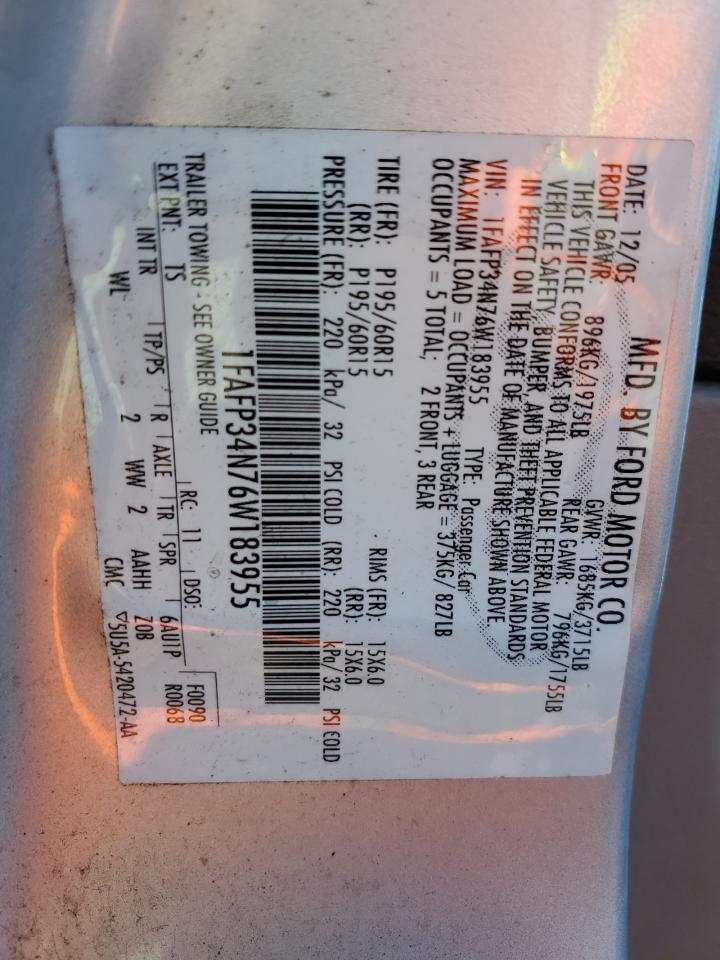 MFD. BY FORD MOTOR CO.
DATE: 12/05 GVWR: 1685KG/3715LB
FRONT GAWR: 896KG/1975LB REAR GAWR: 796KG/1755LB
THIS VEHICLE CONFORMS TO ALL APPLICABLE FEDERAL MOTOR
VEHICLE SAFETY, BUMPER, AND THEFT PREVENTION STANDARDS
IN EFFECT ON THE DATE OF MANUFACTURE SHOWN ABOVE.
VIN: 1FAFP34N76W183955 TYPE: Passenger Car
MAXIMUM LOAD = OCCUPANTS + LUGGAGE = 375KG/ 827LB
OCCUPANTS = 5 TOTAL; 2 FRONT, 3 REAR
TIRE (FR): P195/60R15 RIMS (FR): 15X6.0
(RR): P195/60R15 (RR): 15X6.0
PRESSURE (FR): 220 kPa/ 32 PSI COLD (RR): 220 kPa/ 32 PSI COLD
1FAFP34N76W183955
TRAILER TOWING - SEE OWNER GUIDE
F0090
EXT PNT: TS RC: 11 DSO: R0068
INT TR TP/PS R AXLE TR SPR 6AU1P
WL 2 WW 2 AAHH Z0B
CMC ▽5U5A-5420472-AA